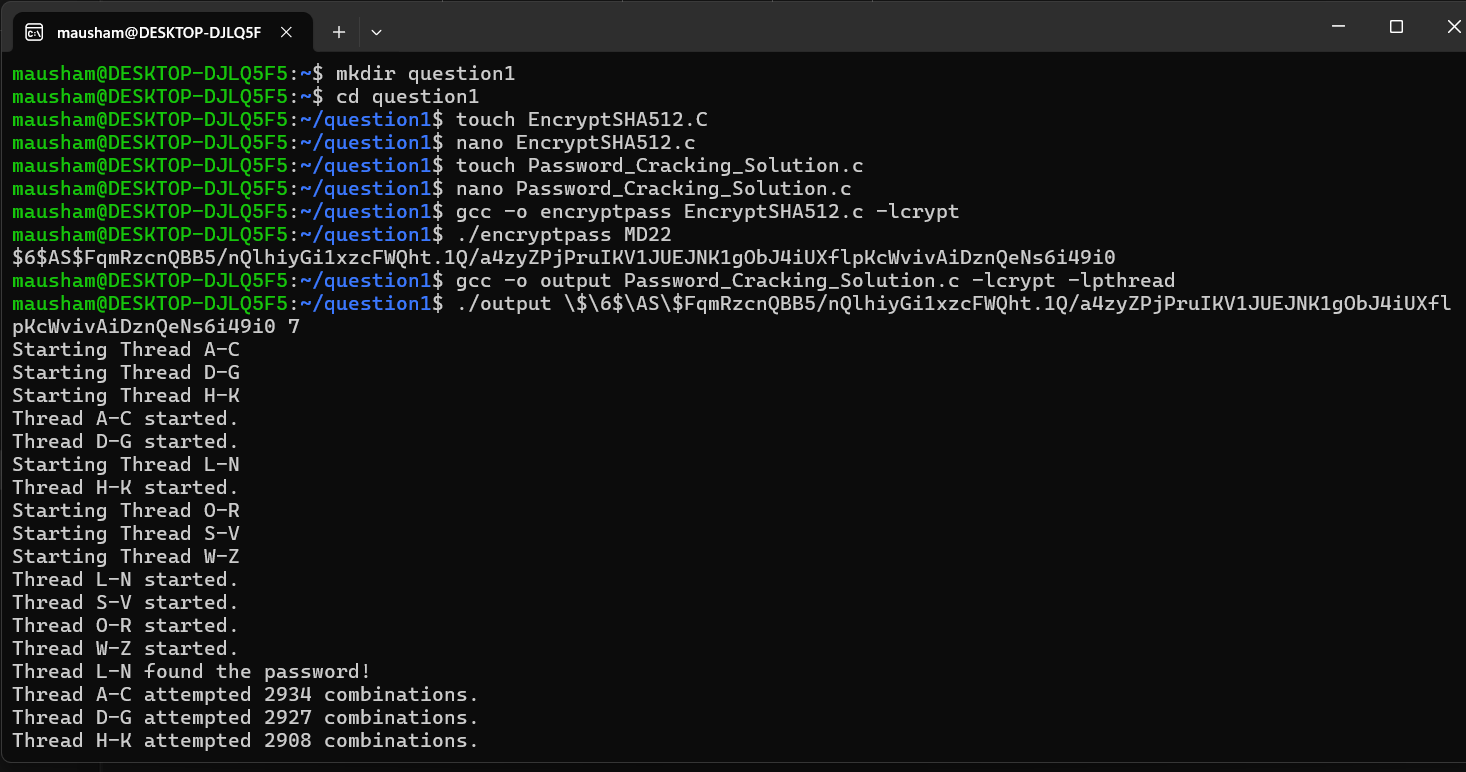 mausham@DESKTOP-DJLQ5F
mausham@DESKTOP-DJLQ5F5:~$ mkdir question1
mausham@DESKTOP-DJLQ5F5:~$ cd question1
mausham@DESKTOP-DJLQ5F5:~/question1$ touch EncryptSHA512.C
mausham@DESKTOP-DJLQ5F5:~/question1$ nano EncryptSHA512.c
mausham@DESKTOP-DJLQ5F5:~/question1$ touch Password_Cracking_Solution.c
mausham@DESKTOP-DJLQ5F5:~/question1$ nano Password_Cracking_Solution.c
mausham@DESKTOP-DJLQ5F5:~/question1$ gcc -o encryptpass EncryptSHA512.c -lcrypt
mausham@DESKTOP-DJLQ5F5:~/question1$ ./encryptpass MD22
$6$AS$FqmRzcnQBB5/nQlhiyGi1xzcFWQht.1Q/a4zyZPjPruIKV1JUEJNK1gObJ4iUXflpKcWvivAiDznQeNs6i49i0
mausham@DESKTOP-DJLQ5F5:~/question1$ gcc -o output Password_Cracking_Solution.c -lcrypt -lpthread
mausham@DESKTOP-DJLQ5F5:~/question1$ ./output \$\6$\AS\$FqmRzcnQBB5/nQlhiyGi1xzcFWQht.1Q/a4zyZPjPruIKV1JUEJNK1gObJ4iUXfl
pKcWvivAiDznQeNs6i49i0 7
Starting Thread A-C
Starting Thread D-G
Starting Thread H-K
Thread A-C started.
Thread D-G started.
Starting Thread L-N
Thread H-K started.
Starting Thread O-R
Starting Thread S-V
Starting Thread W-Z
Thread L-N started.
Thread S-V started.
Thread O-R started.
Thread W-Z started.
Thread L-N found the password!
Thread A-C attempted 2934 combinations.
Thread D-G attempted 2927 combinations.
Thread H-K attempted 2908 combinations.